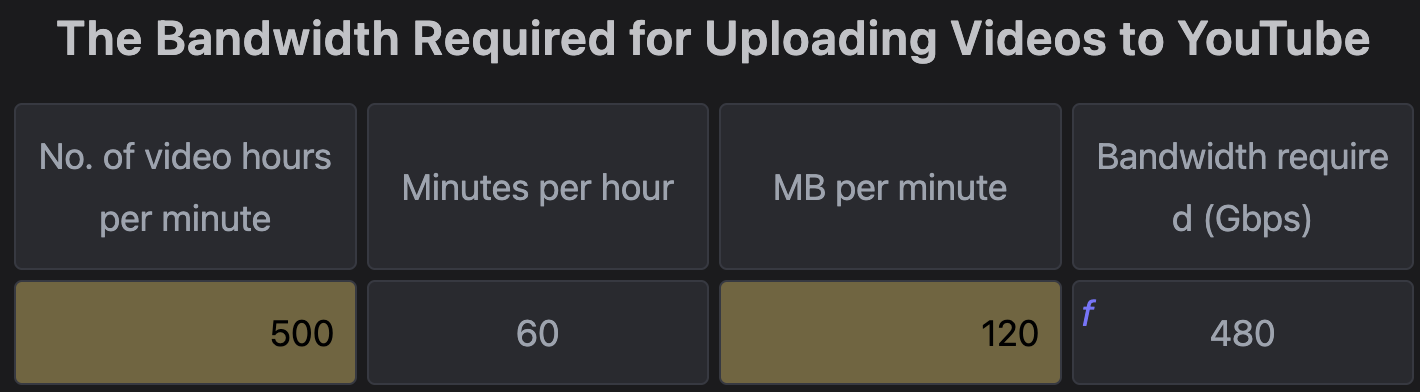 The Bandwidth Required for Uploading Videos to YouTube
No. of video hours
per minute
Minutes per hour
MB per minute
Bandwidth require
d (Gbps)
500
60
120
f
480